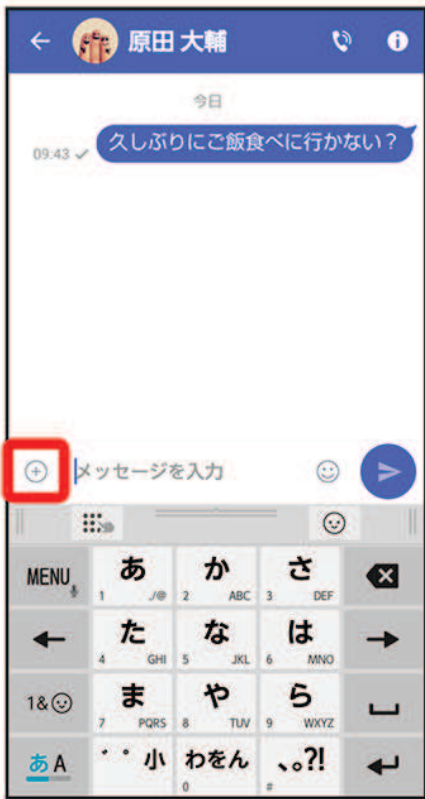 原田 大輔
今日
久しぶりにご飯食べに行かない？
09:43
メッセージを入力
MENU あ か さ
1 ./@ 2 ABC 3 DEF
た な は
4 GHI 5 JKL 6 MNO
1& ま や ら
7 PQRS 8 TUV 9 WXYZ
あA ゛゜小 わをん 、。?!
0 #